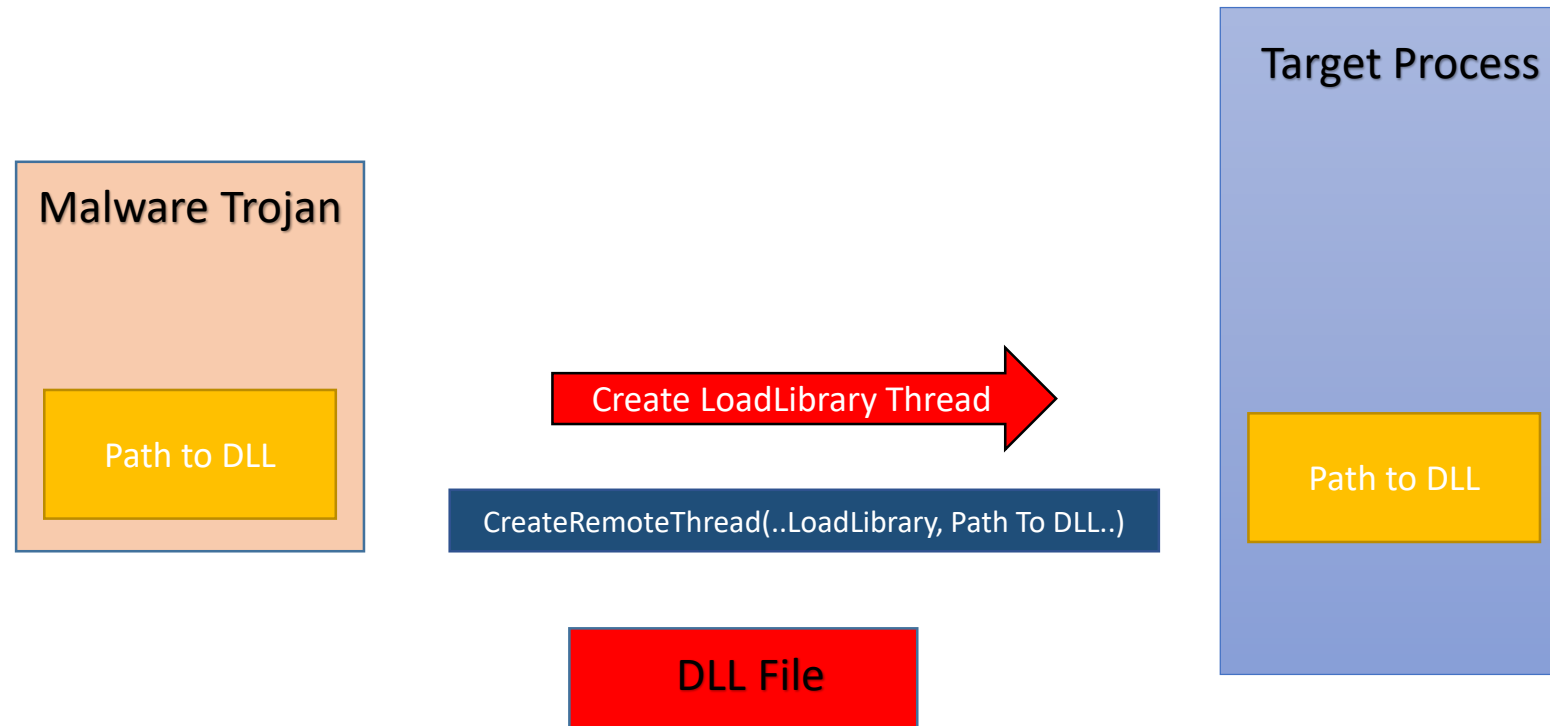 Target Process
Malware Trojan
Create LoadLibrary Thread
Path to DLL
Path to DLL
CreateRemoteThread(..LoadLibrary, Path To DLL..)
DLL File